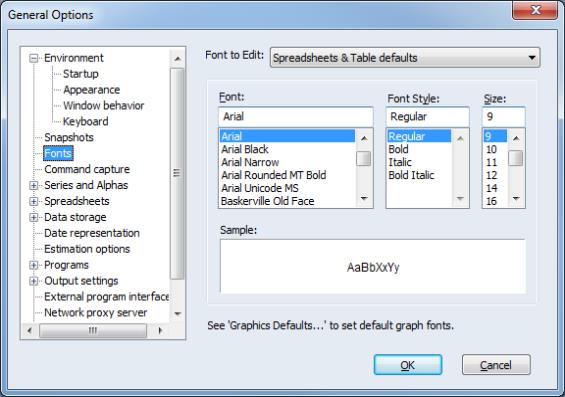 General Options
Environment
Startup
Appearance
Window behavior
Keyboard
Snapshots
Fonts
Command capture
Series and Alphas
Spreadsheets
Data storage
Date representation
Estimation options
Programs
Output settings
External program interface
Network proxy server
Font to Edit: Spreadsheets & Table defaults
Font:
Arial
Arial
Arial Black
Arial Narrow
Arial Rounded MT Bold
Arial Unicode MS
Baskerville Old Face
Font Style:
Regular
Regular
Bold
Italic
Bold Italic
Size:
9
9
10
11
12
14
16
Sample:
AaBbXxYy
See 'Graphics Defaults...' to set default graph fonts.
OK
Cancel